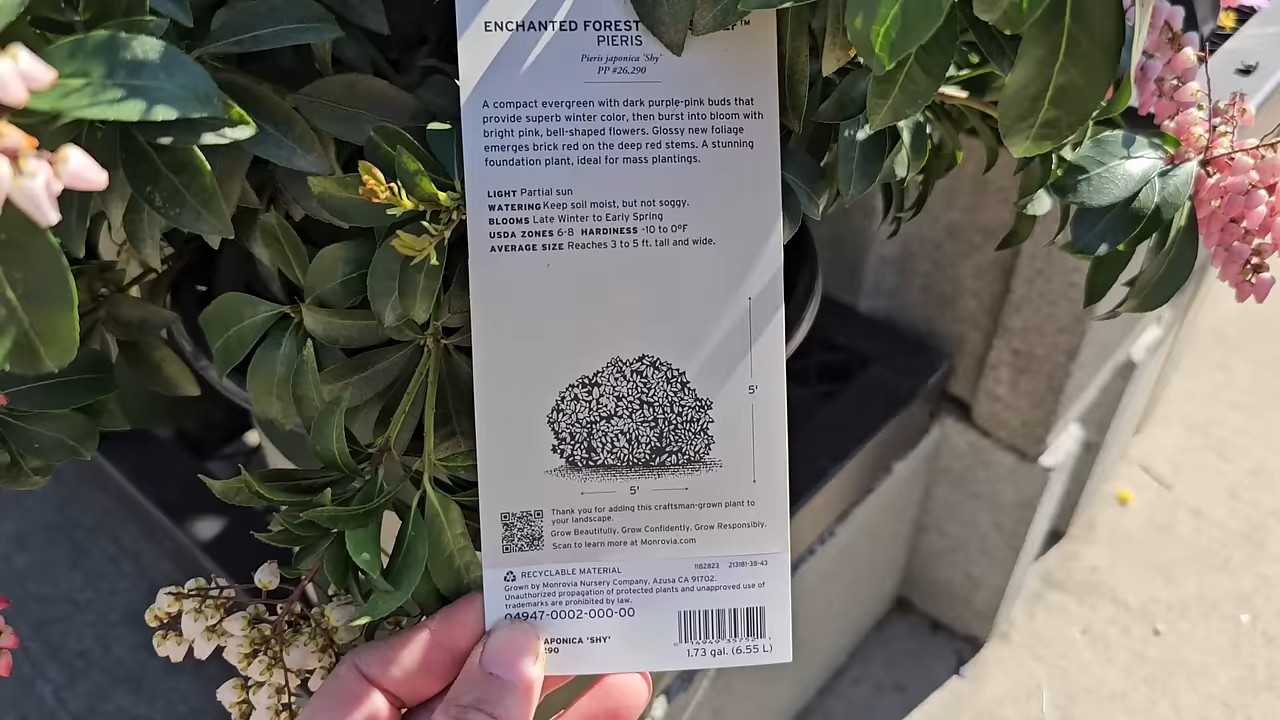 ENCHANTED FOREST ™
PIERIS
Pieris japonica 'Shy'
PP #26,290
A compact evergreen with dark purple-pink buds that
provide superb winter color, then burst into bloom with
bright pink, bell-shaped flowers. Glossy new foliage
emerges brick red on the deep red stems. A stunning
foundation plant, ideal for mass plantings.
LIGHT Partial sun
WATERING Keep soil moist, but not soggy.
BLOOMS Late Winter to Early Spring
USDA ZONES 6-8 HARDINESS -10 to 0°F
AVERAGE SIZE Reaches 3 to 5 ft. tall and wide.
5'
5'
Thank you for adding this craftsman-grown plant to
your landscape.
Grow Beautifully. Grow Confidently. Grow Responsibly.
Scan to learn more at Monrovia.com
RECYCLABLE MATERIAL 1182823 213181-38-43
Grown by Monrovia Nursery Company, Azusa CA 91702.
Unauthorized propagation of protected plants and unapproved use of
trademarks are prohibited by law.
04947-0002-000-00
APONICA 'SHY'
290
1.73 gal. (6.55 L)